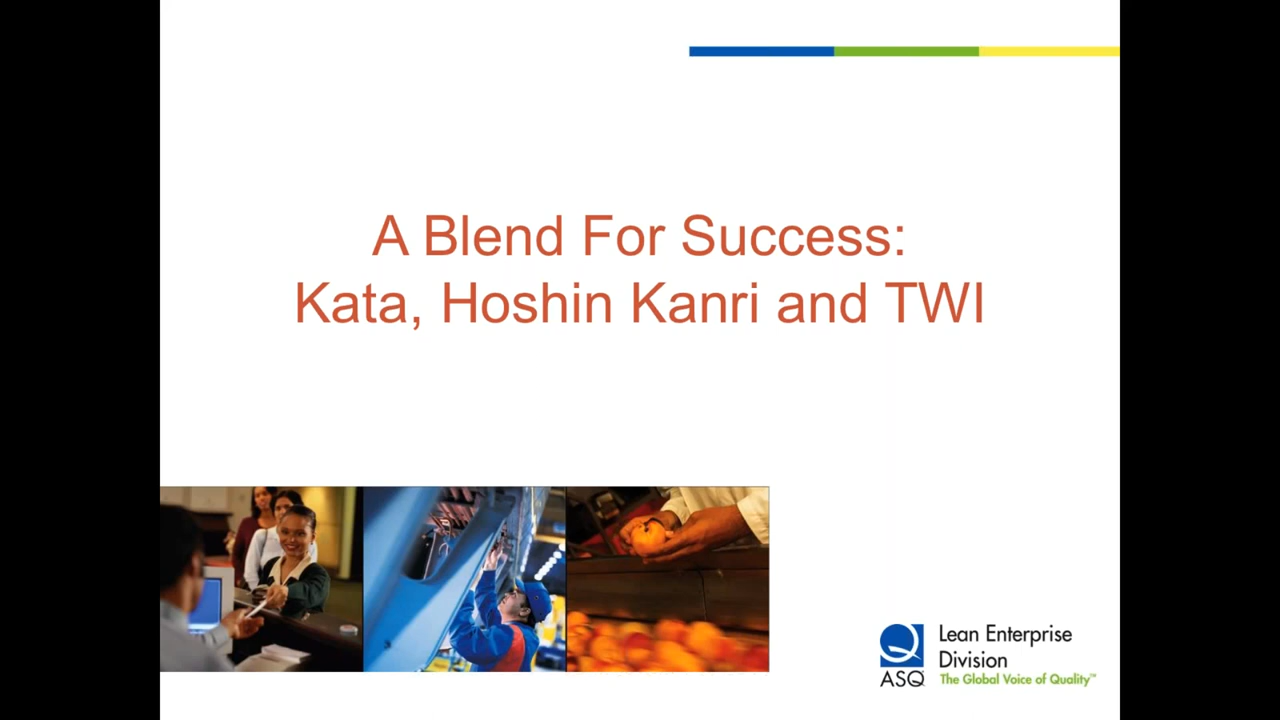 A Blend For Success:
Kata, Hoshin Kanri and TWI
Lean Enterprise
Division
ASQ
The Global Voice of Quality™